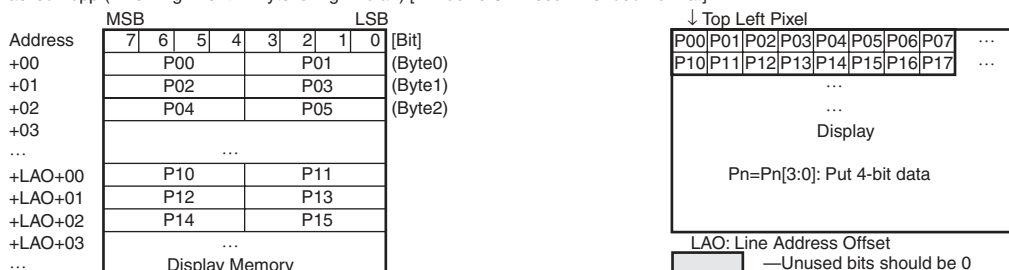 MSB LSB
Address 7 6 5 4 3 2 1 0 [Bit]
+00 P00 P01 (Byte0)
+01 P02 P03 (Byte1)
+02 P04 P05 (Byte2)
+03
… …
+LAO+00 P10 P11
+LAO+01 P12 P13
+LAO+02 P14 P15
+LAO+03 …
… Display Memory
↓Top Left Pixel
P00 P01 P02 P03 P04 P05 P06 P07 …
P10 P11 P12 P13 P14 P15 P16 P17 …
…
…
Display
Pn=Pn[3:0]: Put 4-bit data
LAO: Line Address Offset
—Unused bits should be 0